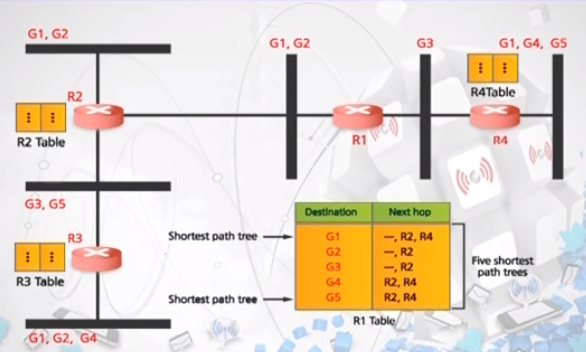 G1, G2
G1, G2
G3
G1, G4, G5
R2
R4Table
R2 Table
R1
R4
G3, G5
R3
R3 Table
G1, G2, G4
Destination Next hop
Shortest path tree
G1 —, R2, R4
G2 —, R2
G3 —, R2
G4 R2, R4
Shortest path tree
G5 R2, R4
Five shortest
path trees
R1 Table